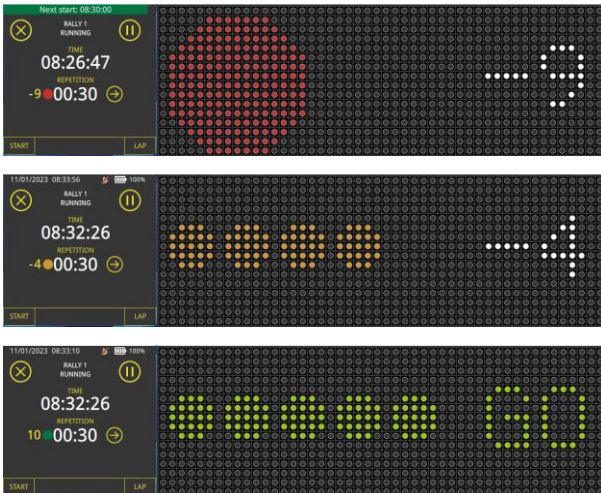 Next start: 08:30:00
RALLY 1
RUNNING
TIME
08:26:47
REPETITION
-9 00:30
START LAP
-9
11/01/2023 08:33:56 100%
RALLY 1
RUNNING
TIME
08:32:26
REPETITION
-4 00:30
START LAP
-4
11/01/2023 08:33:10 100%
RALLY 1
RUNNING
TIME
08:32:26
REPETITION
10 00:30
START LAP
GO